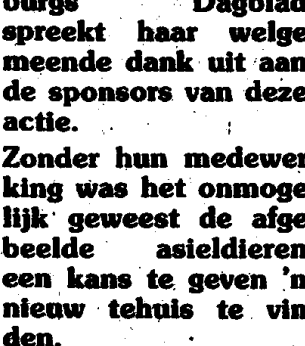 burgs Dagblad
spreekt haar welge
meende dank uit aan
de sponsors van deze
actie.
Zonder hun medewer
king was het onmoge
lijk geweest de afge
beelde asieldieren
een kans te geven 'n
nieuw tehuis te vin
den.